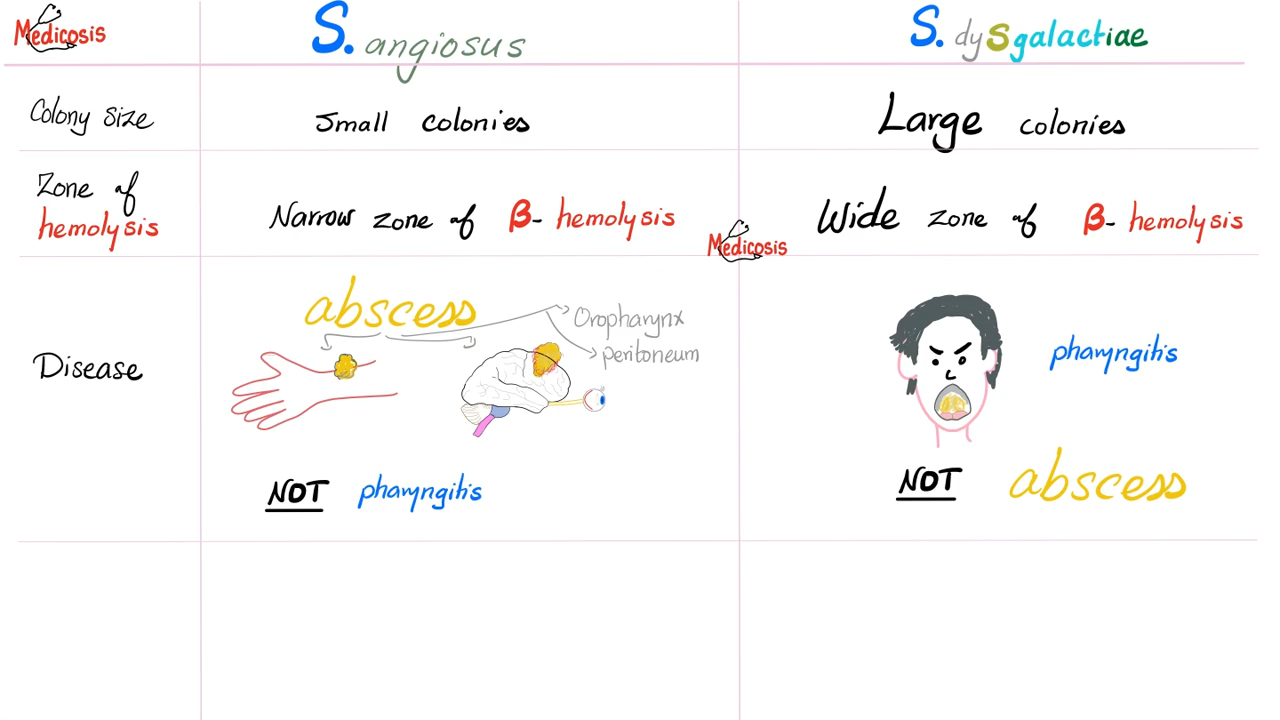 Medicosis
S. angiosus
S. dysgalactiae
Colony size
Small colonies
Large colonies
Zone of
hemolysis
Narrow zone of β-hemolysis
Medicosis
Wide zone of β-hemolysis
Disease
abscess
Oropharynx
peritoneum
NOT pharyngitis
pharyngitis
NOT abscess